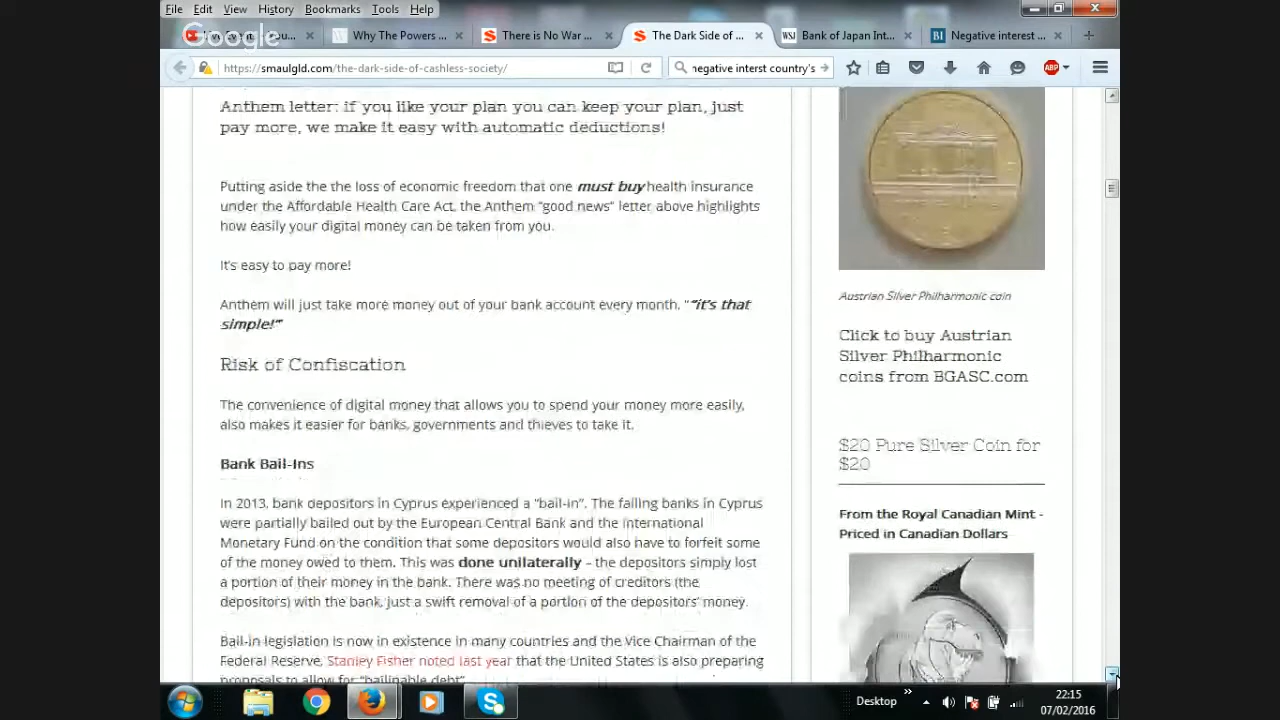 File Edit View History Bookmarks Tools Help
Google
Why The Powers ...
There is No War ...
The Dark Side of ...
Bank of Japan Int...
Negative interest ...
https://smaulgld.com/the-dark-side-of-cashless-society/
negative interst country's
Anthem letter: if you like your plan you can keep your plan, just
pay more, we make it easy with automatic deductions!
Putting aside the the loss of economic freedom that one must buy health insurance
under the Affordable Health Care Act, the Anthem "good news" letter above highlights
how easily your digital money can be taken from you.
It's easy to pay more!
Anthem will just take more money out of your bank account every month. ""it's that
simple!"
Risk of Confiscation
The convenience of digital money that allows you to spend your money more easily,
also makes it easier for banks, governments and thieves to take it.
Bank Bail-Ins
In 2013, bank depositors in Cyprus experienced a "bail-in". The failing banks in Cyprus
were partially bailed out by the European Central Bank and the International
Monetary Fund on the condition that some depositors would also have to forfeit some
of the money owed to them. This was done unilaterally – the depositors simply lost
a portion of their money in the bank. There was no meeting of creditors (the
depositors) with the bank, just a swift removal of a portion of the depositors' money.
Bail-in legislation is now in existence in many countries and the Vice Chairman of the
Federal Reserve, Stanley Fisher noted last year that the United States is also preparing
proposals to allow for "bailinable debt".
Austrian Silver Philharmonic coin
Click to buy Austrian
Silver Philharmonic
coins from BGASC.com
$20 Pure Silver Coin for
$20
From the Royal Canadian Mint -
Priced in Canadian Dollars
Desktop
22:15
07/02/2016